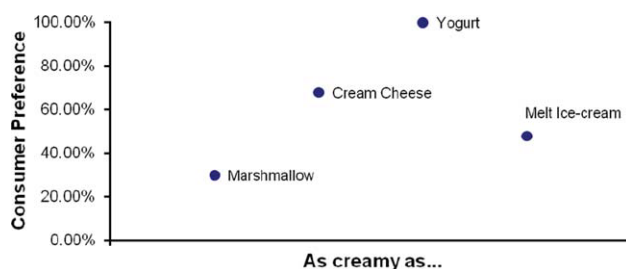 100.00%
Yogurt
80.00%
Cream Cheese
60.00%
Melt Ice-cream
40.00%
Marshmallow
20.00%
0.00%
Consumer Preference
As creamy as...